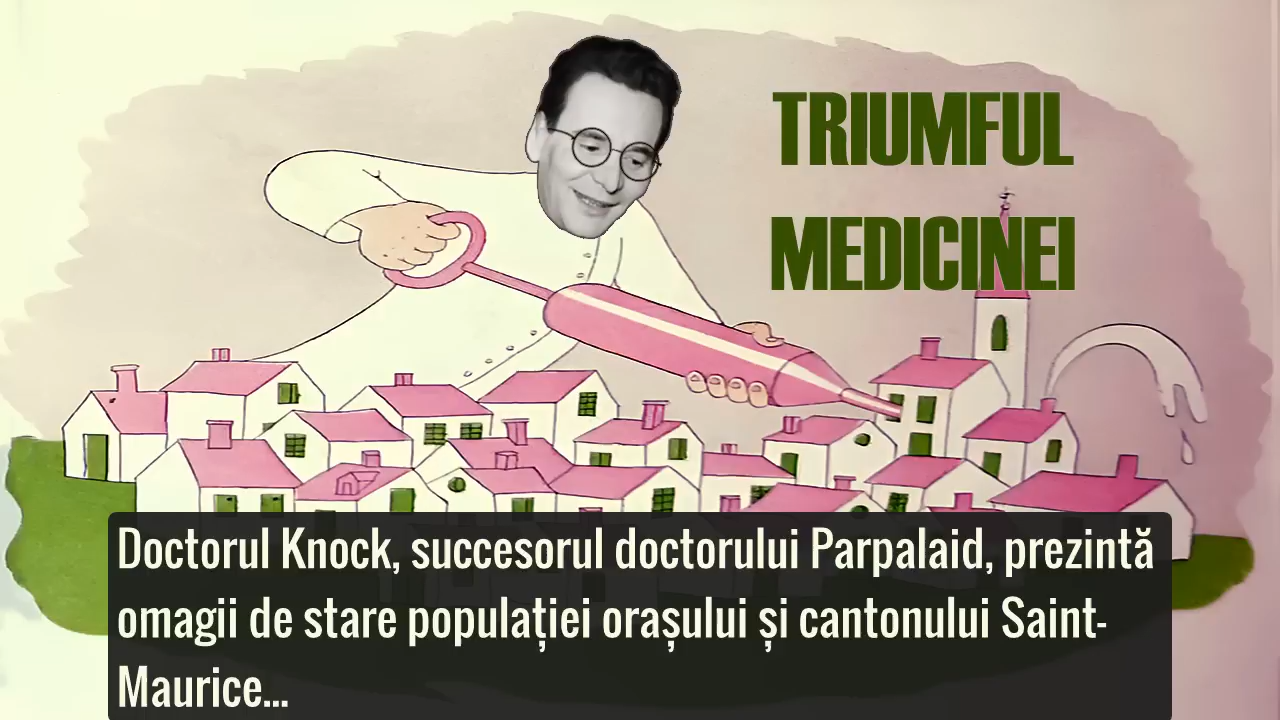 TRIUMFUL
MEDICINEI
Doctorul Knock, succesorul doctorului Parpalaid, prezintă
omagii de stare populației orașului și cantonului Saint-
Maurice...